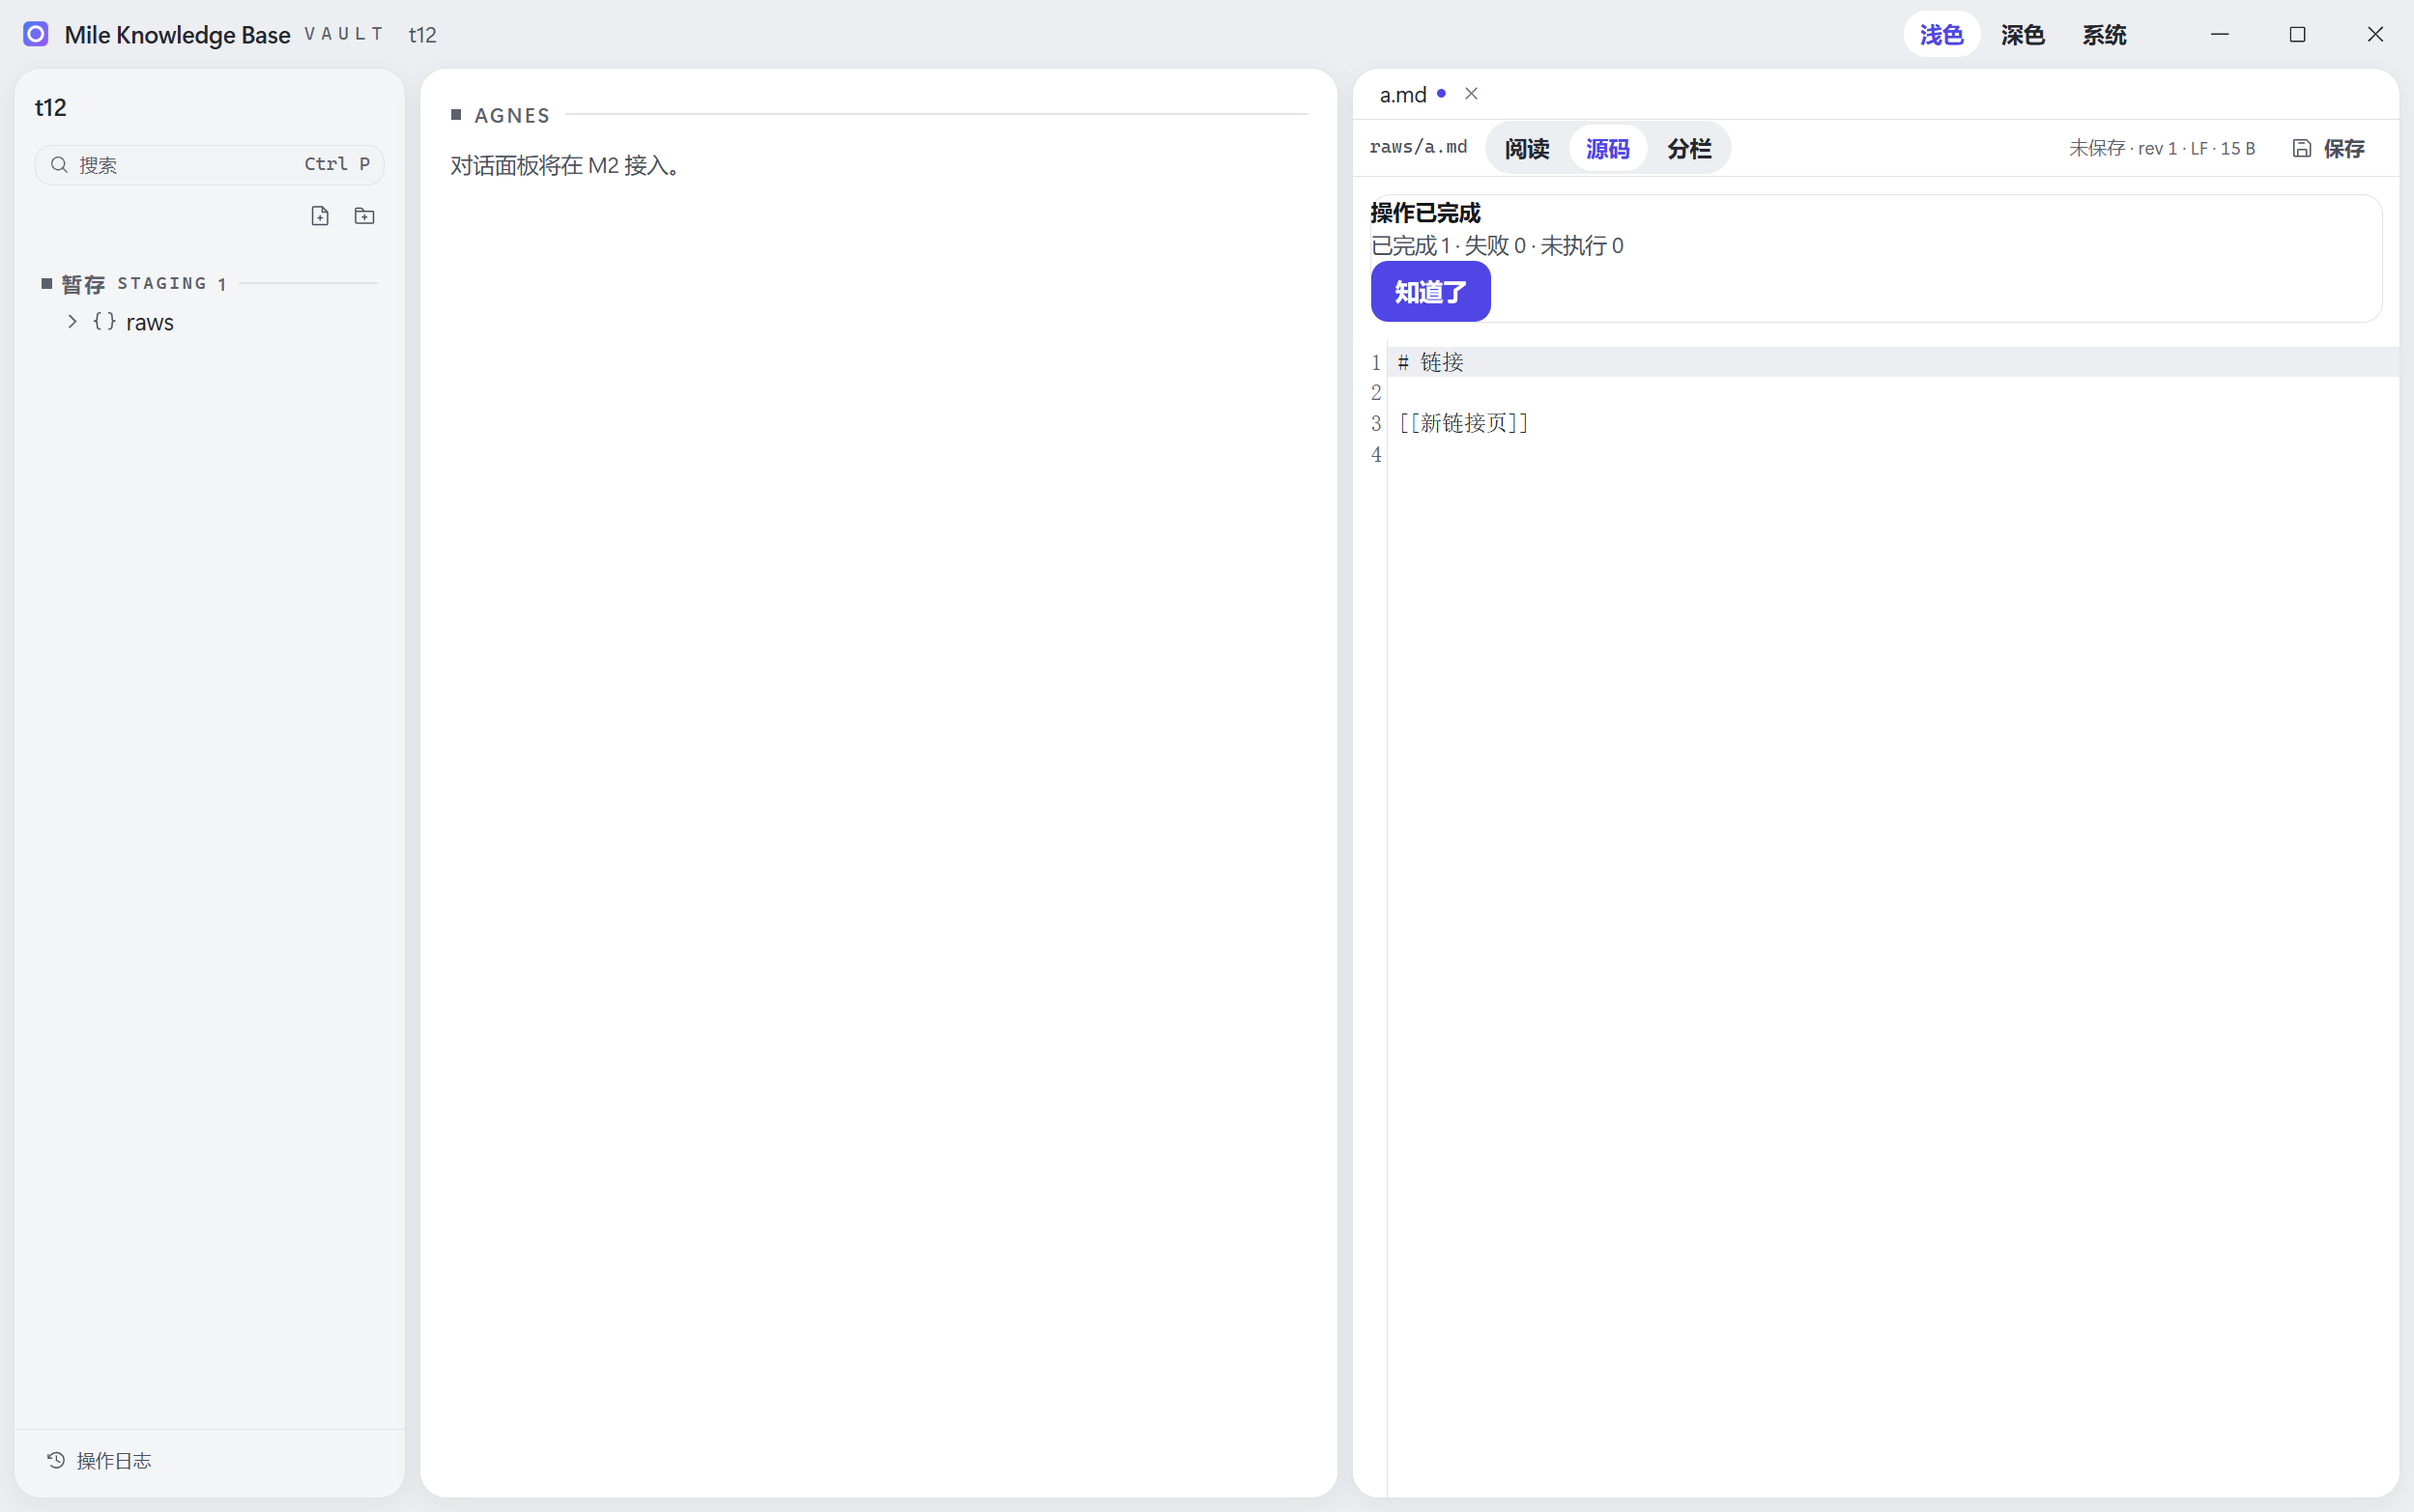 Mile Knowledge Base VAULT t12
浅色 深色 系统
t12
搜索 Ctrl P
暂存 STAGING 1
{} raws
操作日志
AGNES
对话面板将在 M2 接入。
a.md
raws/a.md 阅读 源码 分栏 未保存 · rev 1 · LF · 15 B 保存
操作已完成
已完成 1 · 失败 0 · 未执行 0
知道了
1 # 链接
2
3 [[新链接页]]
4